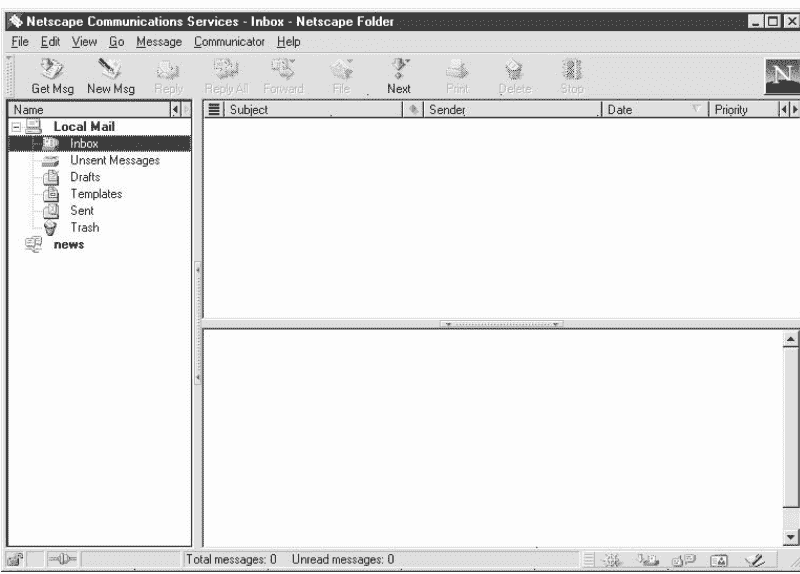 Netscape Communications Services - Inbox - Netscape Folder
File Edit View Go Message Communicator Help
Get Msg New Msg Reply Reply All Forward File Next Print Delete Stop
N
Name Subject Sender Date Priority
Local Mail
Inbox
Unsent Messages
Drafts
Templates
Sent
Trash
news
Total messages: 0 Unread messages: 0